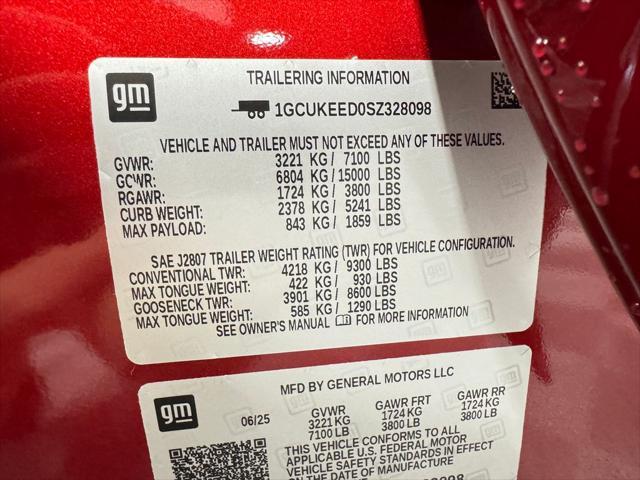 gm
TRAILERING INFORMATION
1GCUKEED0SZ328098
VEHICLE AND TRAILER MUST NOT EXCEED ANY OF THESE VALUES.
GVWR: 3221 KG / 7100 LBS
GCWR: 6804 KG / 15000 LBS
RGAWR: 1724 KG / 3800 LBS
CURB WEIGHT: 2378 KG / 5241 LBS
MAX PAYLOAD: 843 KG / 1859 LBS
SAE J2807 TRAILER WEIGHT RATING (TWR) FOR VEHICLE CONFIGURATION.
CONVENTIONAL TWR: 4218 KG / 9300 LBS
MAX TONGUE WEIGHT: 422 KG / 930 LBS
GOOSENECK TWR: 3901 KG / 8600 LBS
MAX TONGUE WEIGHT: 585 KG / 1290 LBS
SEE OWNER'S MANUAL FOR MORE INFORMATION
MFD BY GENERAL MOTORS LLC
gm
06/25 GVWR GAWR FRT GAWR RR
3221 KG 1724 KG 1724 KG
7100 LB 3800 LB 3800 LB
THIS VEHICLE CONFORMS TO ALL
APPLICABLE U.S. FEDERAL MOTOR
VEHICLE SAFETY STANDARDS IN EFFECT
ON THE DATE OF MANUFACTURE